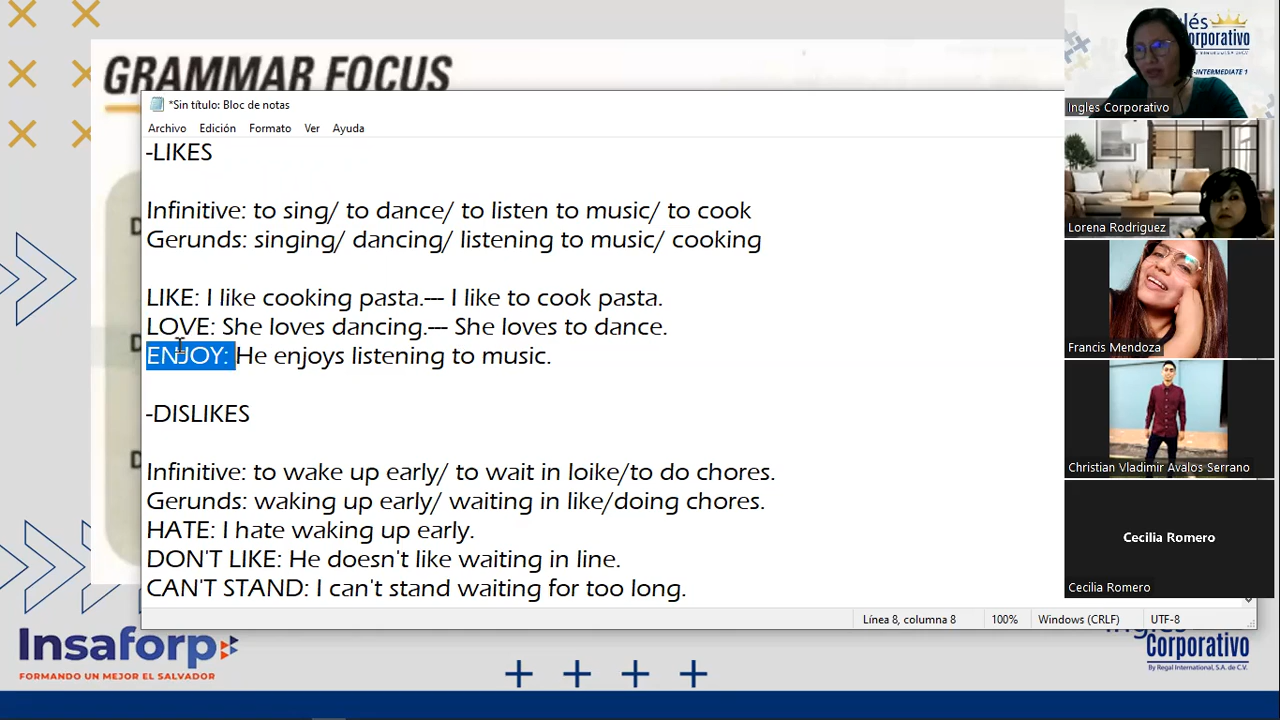 GRAMMAR FOCUS
*Sin título: Bloc de notas
Archivo Edición Formato Ver Ayuda
-LIKES
Infinitive: to sing/ to dance/ to listen to music/ to cook
Gerunds: singing/ dancing/ listening to music/ cooking
LIKE: I like cooking pasta.--- I like to cook pasta.
LOVE: She loves dancing.--- She loves to dance.
ENJOY: He enjoys listening to music.
-DISLIKES
Infinitive: to wake up early/ to wait in loike/to do chores.
Gerunds: waking up early/ waiting in like/doing chores.
HATE: I hate waking up early.
DON'T LIKE: He doesn't like waiting in line.
CAN'T STAND: I can't stand waiting for too long.
Línea 8, columna 8 100% Windows (CRLF) UTF-8
Insaforp
FORMANDO UN MEJOR EL SALVADOR
Corporativo
By Regal International, S.A. de C.V.
Ingles Corporativo
Lorena Rodriguez
Francis Mendoza
Christian Vladimir Avalos Serrano
Cecilia Romero
Cecilia Romero